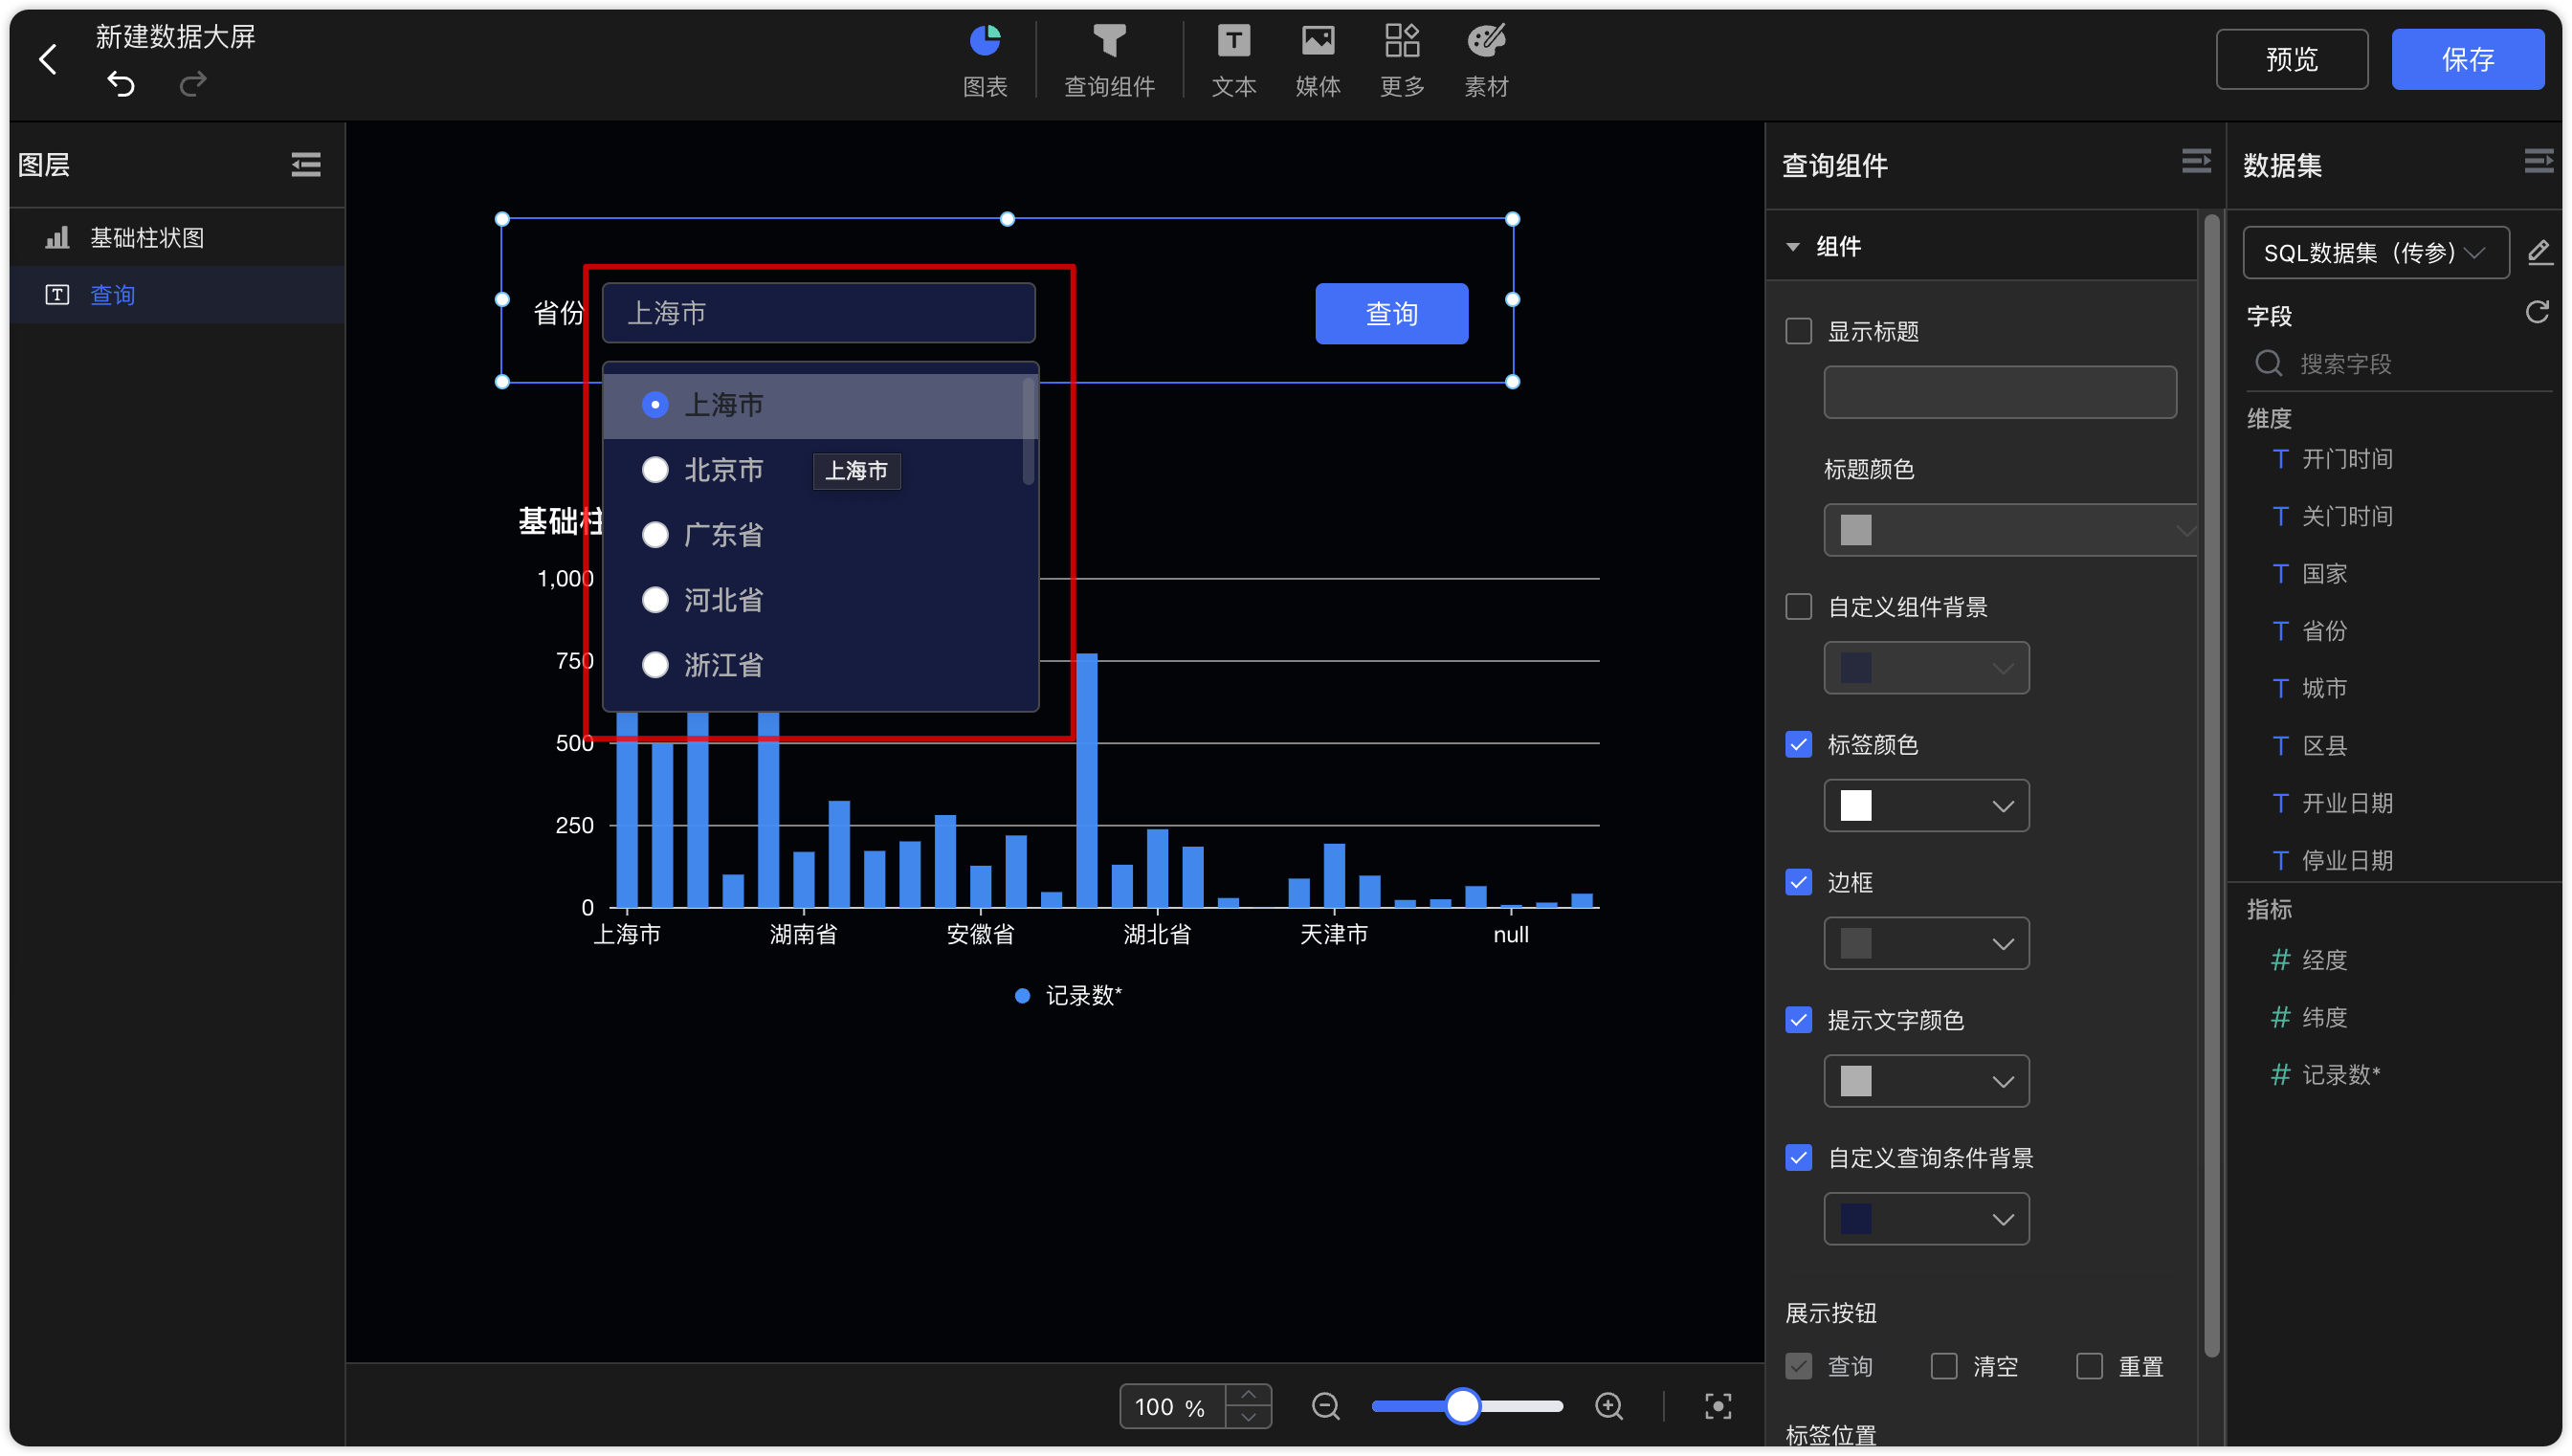 新建数据大屏
图表
查询组件
文本
媒体
更多
素材
预览
保存
图层
基础柱状图
查询
省份
上海市
查询
上海市
北京市
上海市
广东省
河北省
浙江省
基础柱
1,000
750
500
250
0
上海市
湖南省
安徽省
湖北省
天津市
null
记录数*
100 %
查询组件
组件
显示标题
标题颜色
自定义组件背景
标签颜色
边框
提示文字颜色
自定义查询条件背景
展示按钮
查询
清空
重置
标签位置
数据集
SQL数据集（传参）
字段
搜索字段
维度
T 开门时间
T 关门时间
T 国家
T 省份
T 城市
T 区县
T 开业日期
T 停业日期
指标
# 经度
# 纬度
# 记录数*